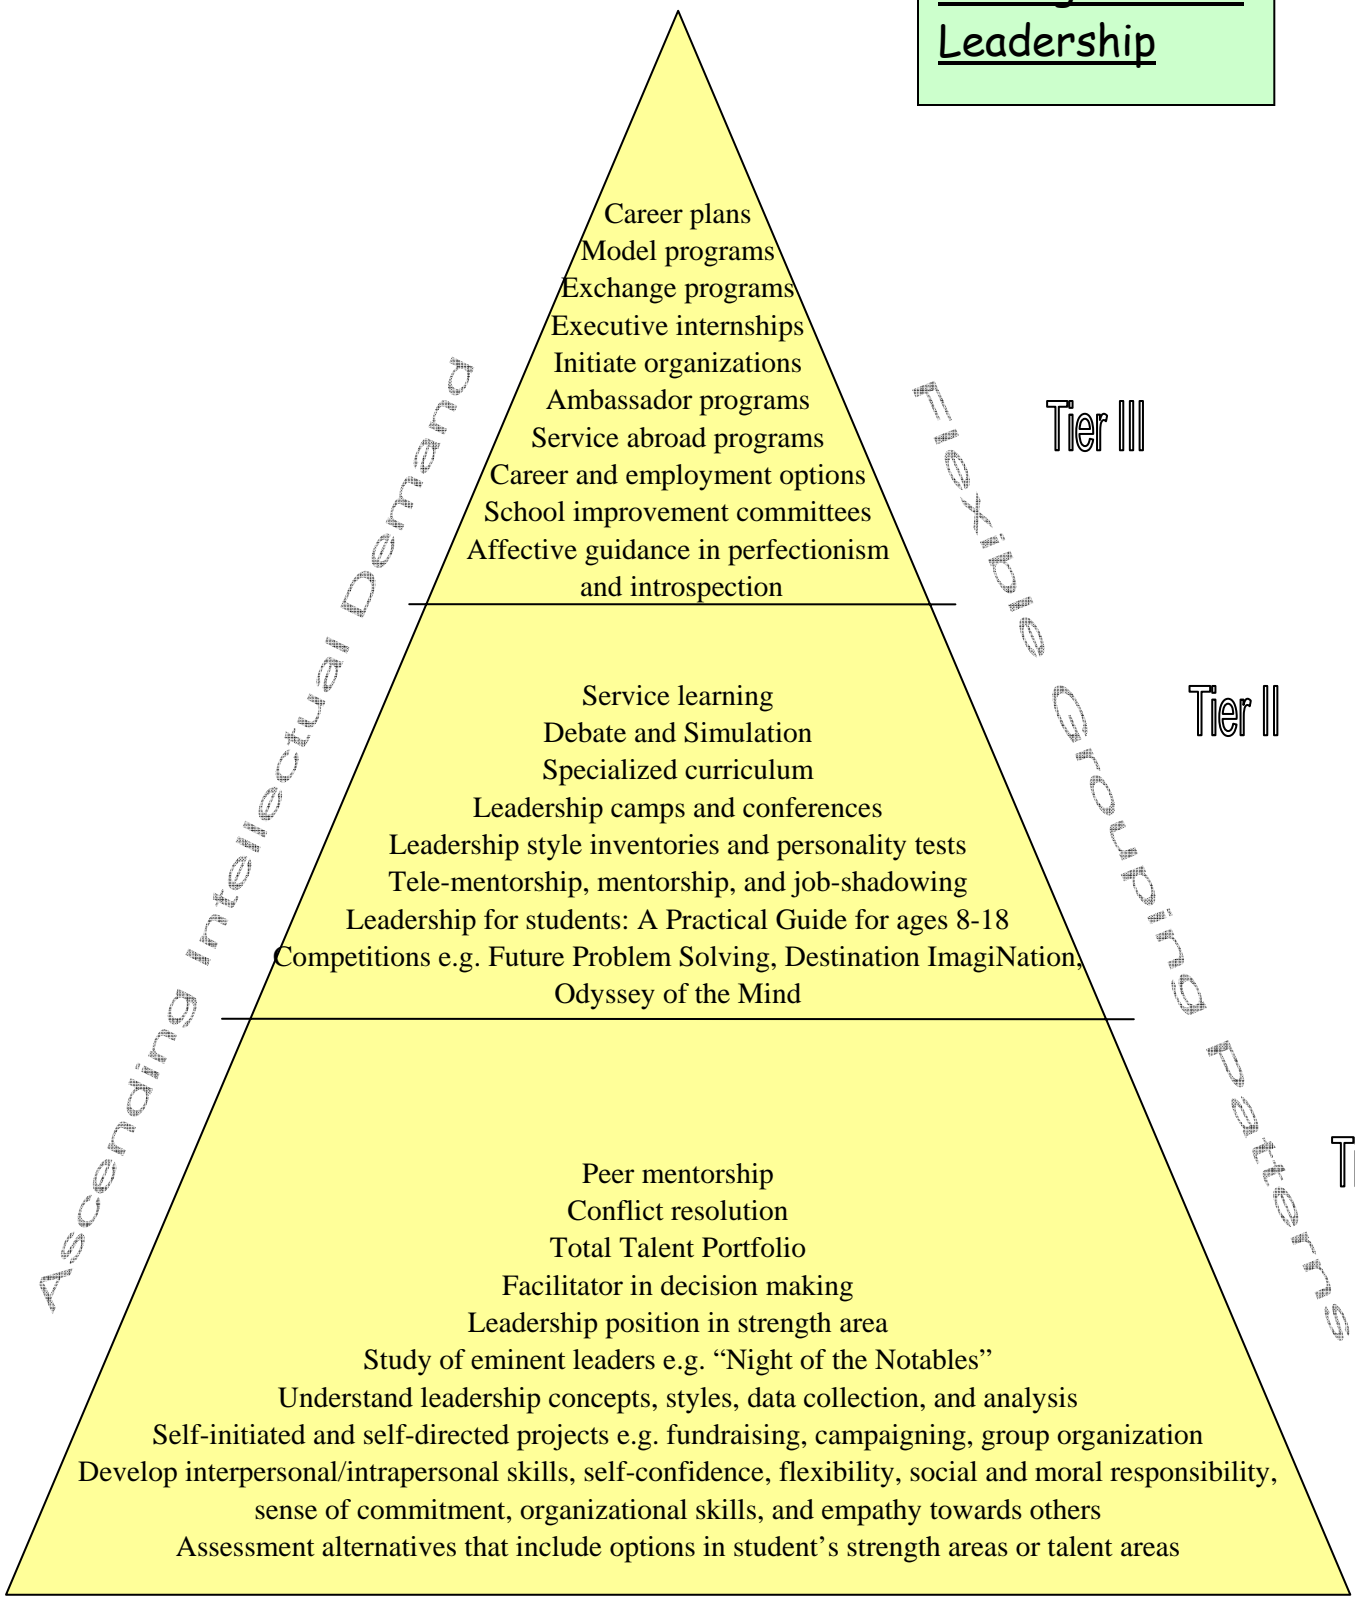 Leadership
Career plans
Model programs
Exchange programs
Executive internships
Initiate organizations
Ambassador programs
Service abroad programs
Career and employment options
School improvement committees
Affective guidance in perfectionism
and introspection
Tier III
Ascending Intellectual Demand
Flexible Grouping Patterns
Service learning
Debate and Simulation
Specialized curriculum
Leadership camps and conferences
Leadership style inventories and personality tests
Tele-mentorship, mentorship, and job-shadowing
Leadership for students: A Practical Guide for ages 8-18
Competitions e.g. Future Problem Solving, Destination ImagiNation,
Odyssey of the Mind
Tier II
Peer mentorship
Conflict resolution
Total Talent Portfolio
Facilitator in decision making
Leadership position in strength area
Study of eminent leaders e.g. “Night of the Notables”
Understand leadership concepts, styles, data collection, and analysis
Self-initiated and self-directed projects e.g. fundraising, campaigning, group organization
Develop interpersonal/intrapersonal skills, self-confidence, flexibility, social and moral responsibility,
sense of commitment, organizational skills, and empathy towards others
Assessment alternatives that include options in student’s strength areas or talent areas